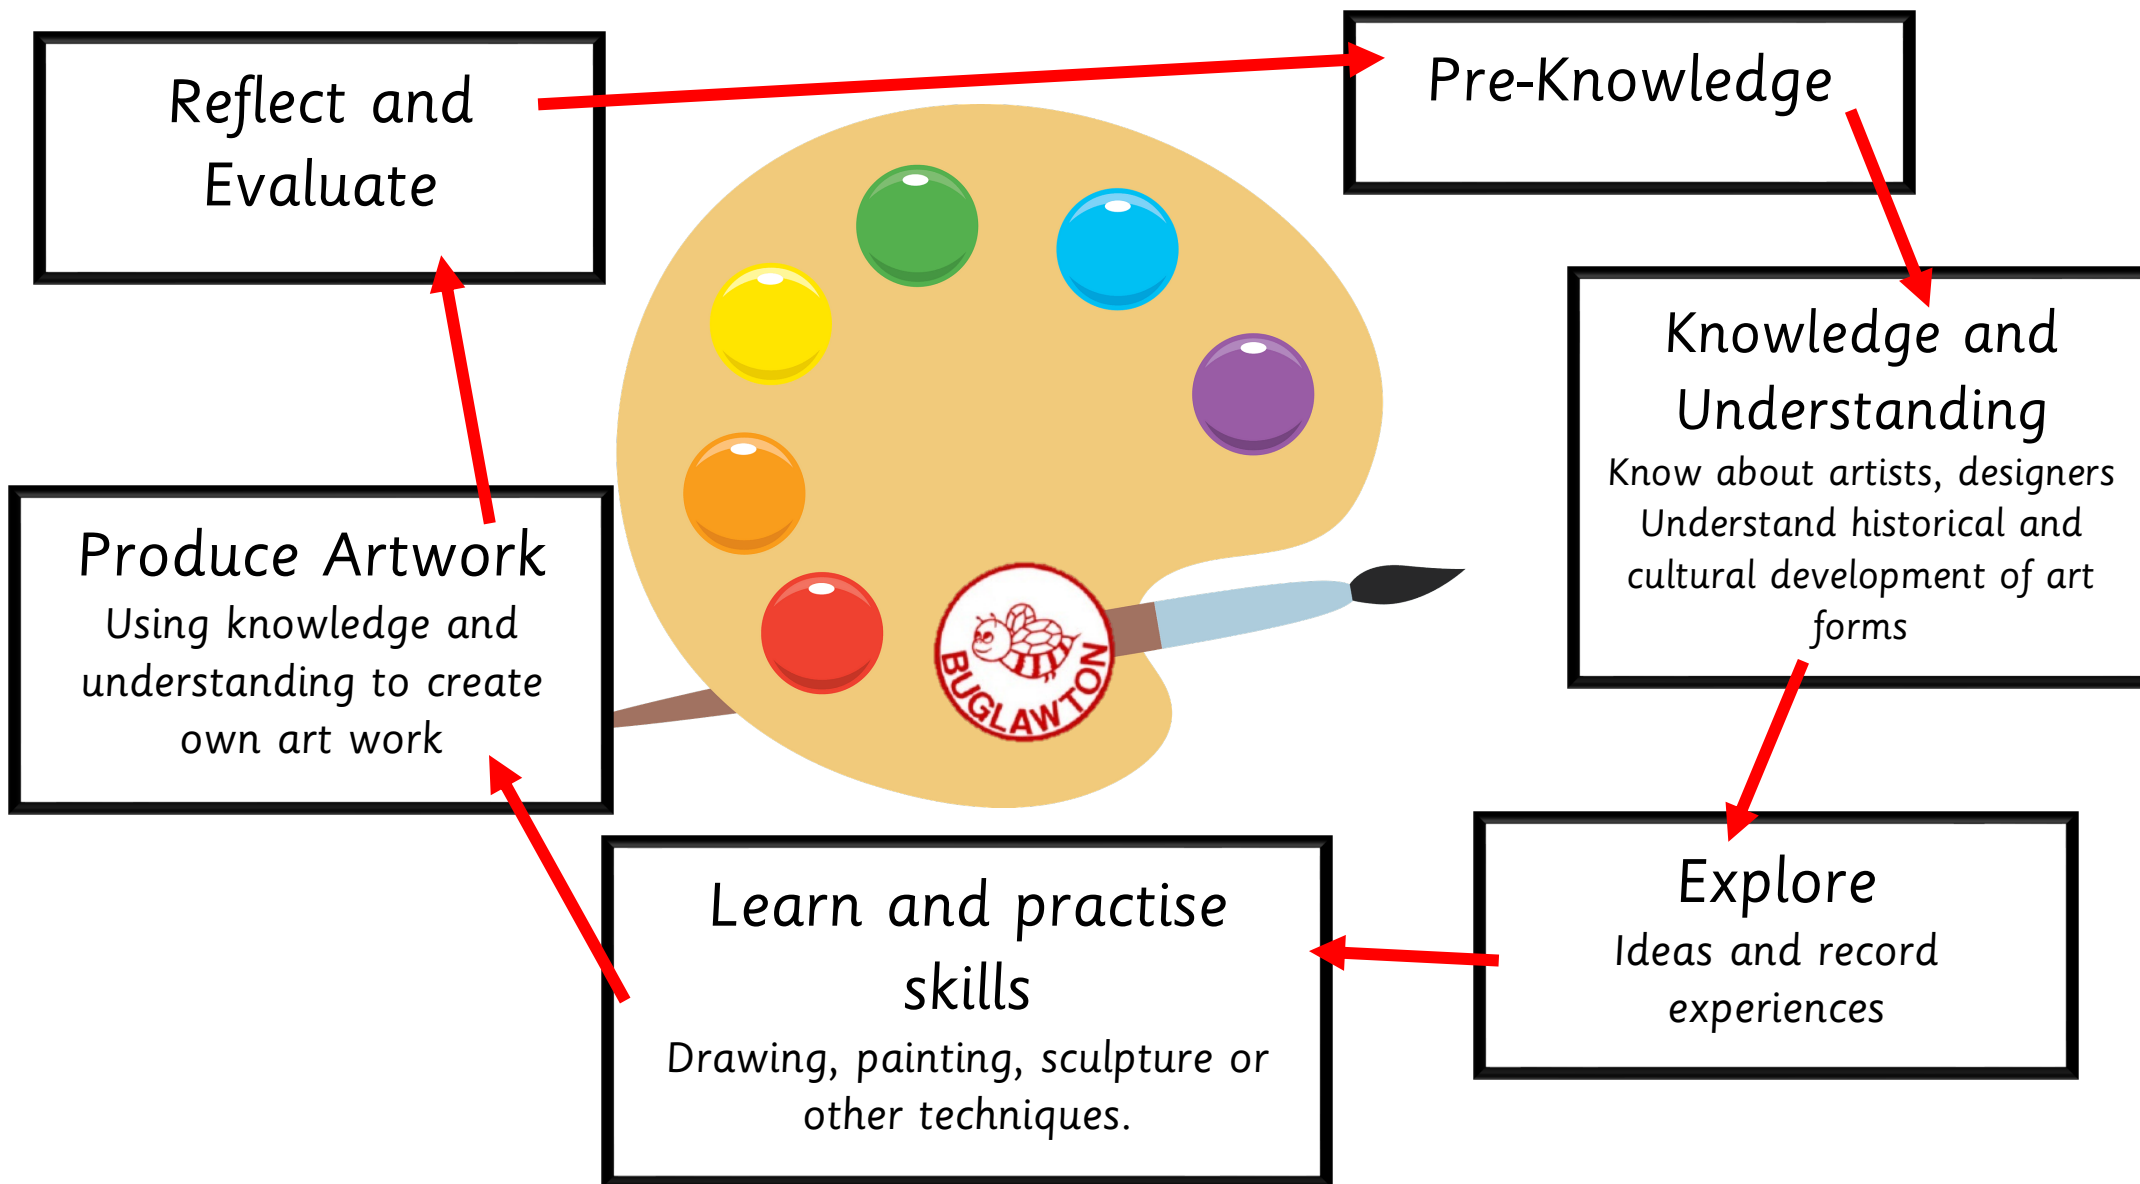 Reflect and
Evaluate
Pre-Knowledge
Knowledge and
Understanding
Know about artists, designers
Understand historical and
cultural development of art
forms
Produce Artwork
Using knowledge and
understanding to create
own art work
BUGLAWTON
Learn and practise
skills
Drawing, painting, sculpture or
other techniques.
Explore
Ideas and record
experiences